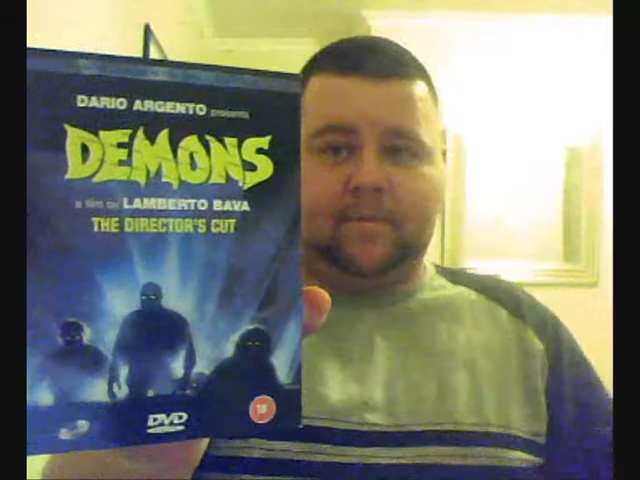 DARIO ARGENTO presents
DEMONS
a film by LAMBERTO BAVA
THE DIRECTOR'S CUT
DVD
18